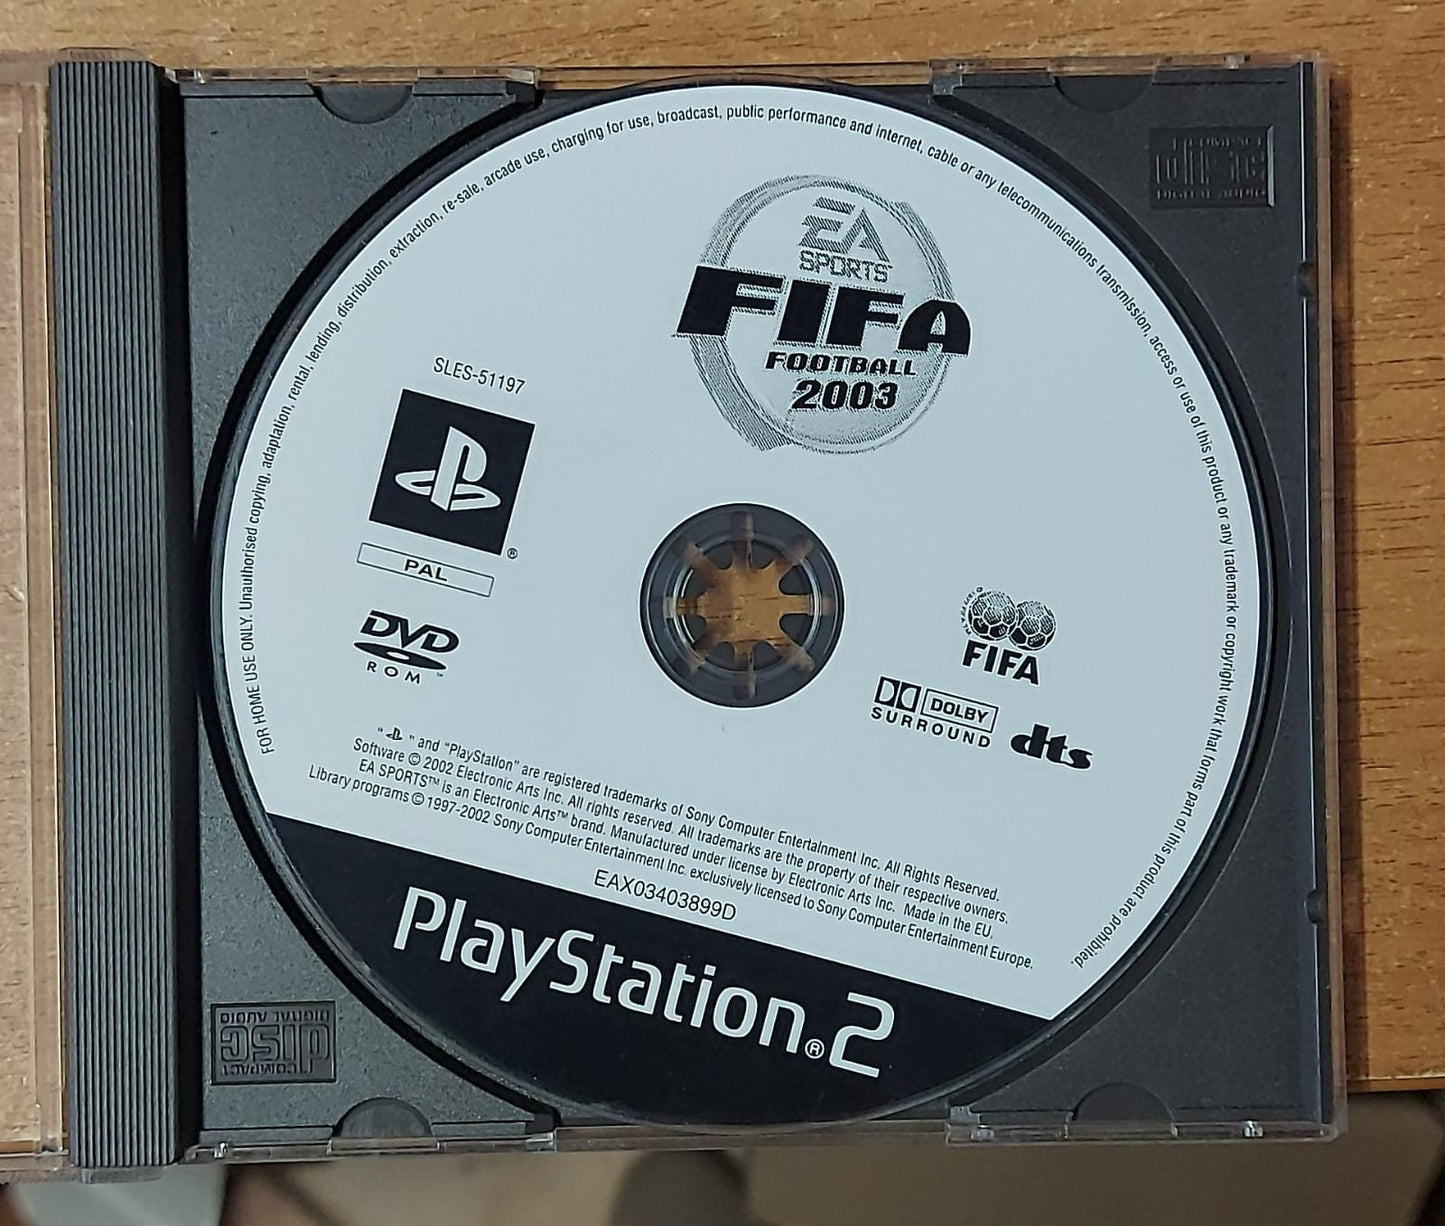 FOR HOME USE ONLY. Unauthorised copying, adaptation, rental, lending, distribution, extraction, re-sale, arcade use, charging for use, broadcast, public performance and internet, cable or any telecommunications transmission, access or use of this product or any trademark or copyright work that forms part of this product are prohibited.
COMPACT
disc
DIGITAL AUDIO
EA
SPORTS™
FIFA
FOOTBALL
2003
SLES-51197
®
PAL
DVD
ROM
FIFA
DOLBY
SURROUND
dts
" " and "PlayStation" are registered trademarks of Sony Computer Entertainment Inc. All Rights Reserved.
Software © 2002 Electronic Arts Inc. All rights reserved. All trademarks are the property of their respective owners.
EA SPORTS™ is an Electronic Arts™ brand. Manufactured under license by Electronic Arts Inc. Made in the EU.
Library programs © 1997-2002 Sony Computer Entertainment Inc. exclusively licensed to Sony Computer Entertainment Europe.
EAX03403899D
PlayStation®2
COMPACT
disc
DIGITAL AUDIO